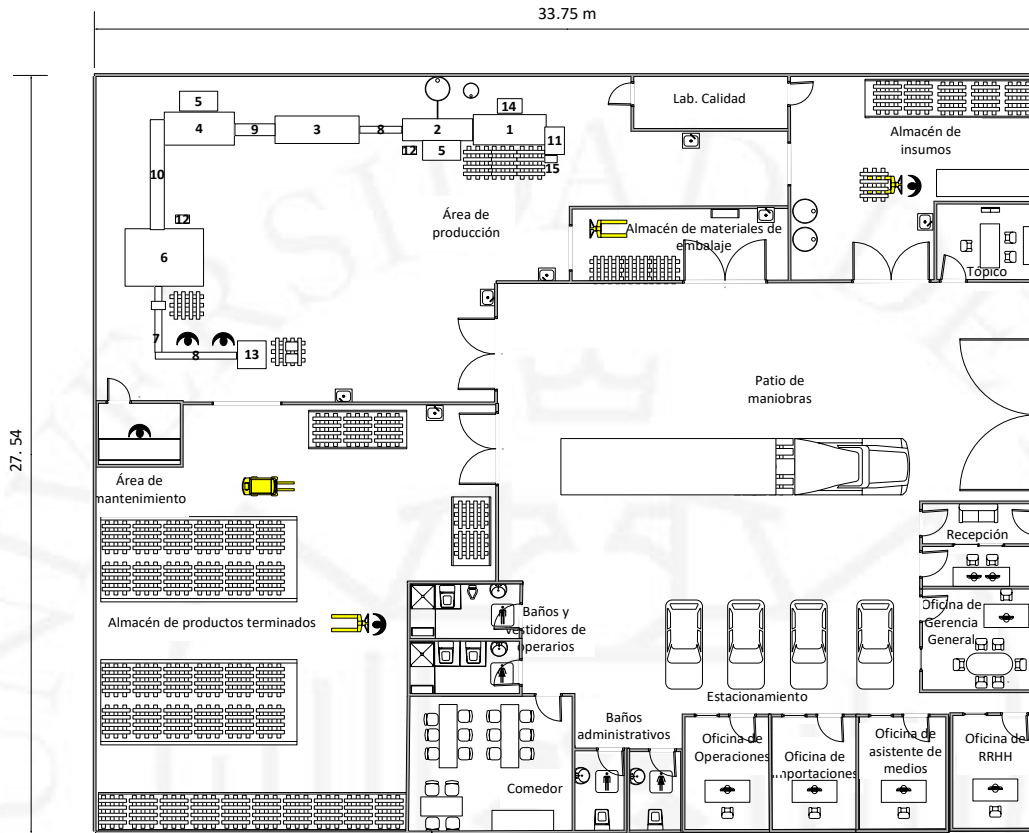 33.75 m
27. 54
5
14
Lab. Calidad
4
9
3
8
2
1
11
12
5
15
Almacén de
insumos
10
Área de
producción
12
Almacén de materiales de
embalaje
6
Tópico
7
8
13
Patio de
maniobras
Área de
mantenimiento
Recepción
Almacén de productos terminados
Baños y
vestidores de
operarios
Oficina de
Gerencia
General
Estacionamiento
Baños
administrativos
Oficina de
Operaciones
Oficina de
mportaciones
Oficina de
asistente de
medios
Oficina de
RRHH
Comedor